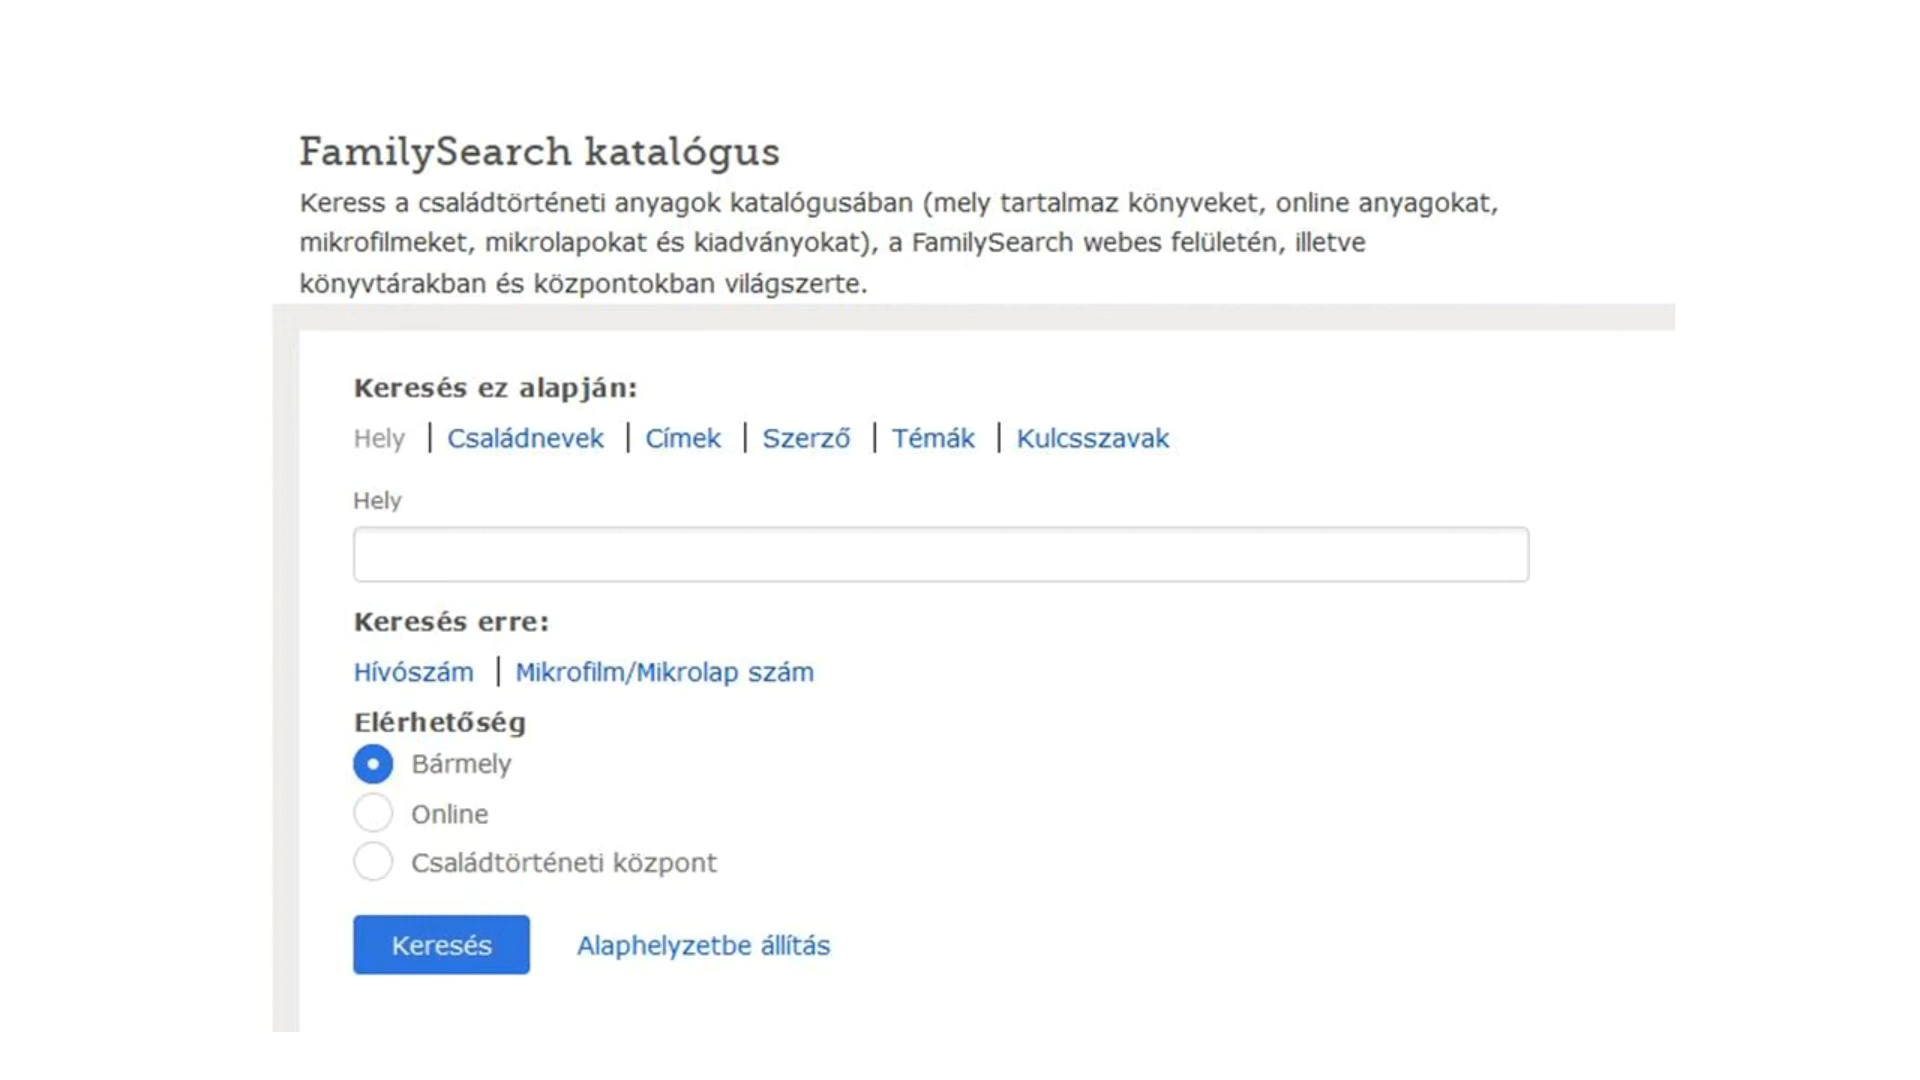 FamilySearch katalógus
Keress a családtörténeti anyagok katalógusában (mely tartalmaz könyveket, online anyagokat,
mikrofilmeket, mikrolapokat és kiadványokat), a FamilySearch webes felületén, illetve
könyvtárakban és központokban világszerte.
Keresés ez alapján:
Hely | Családnevek | Címek | Szerző | Témák | Kulcsszavak
Hely
Keresés erre:
Hívószám | Mikrofilm/Mikrolap szám
Elérhetőség
Bármely
Online
Családtörténeti központ
Keresés Alaphelyzetbe állítás